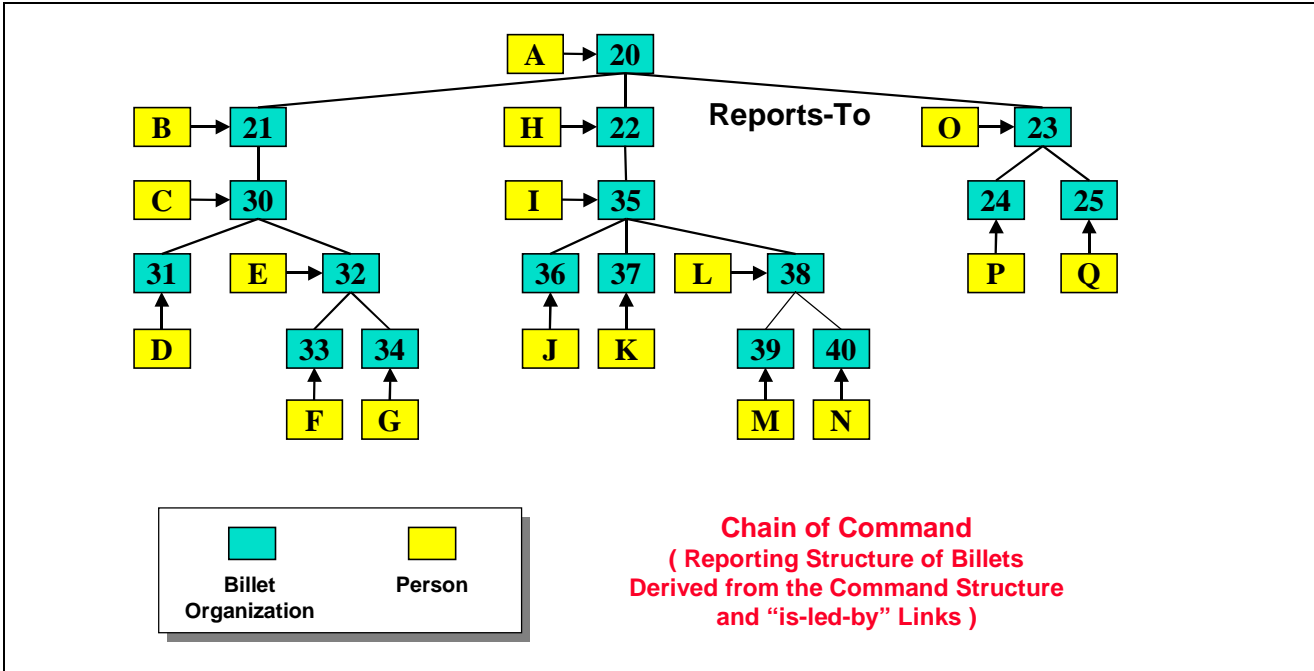 A 20
Reports-To
B 21 H 22 O 23
C 30 I 35 24 25
31 E 32 36 37 L 38 P Q
D 33 34 J K 39 40
F G M N
Billet
Organization
Person
Chain of Command
( Reporting Structure of Billets
Derived from the Command Structure
and “is-led-by” Links )